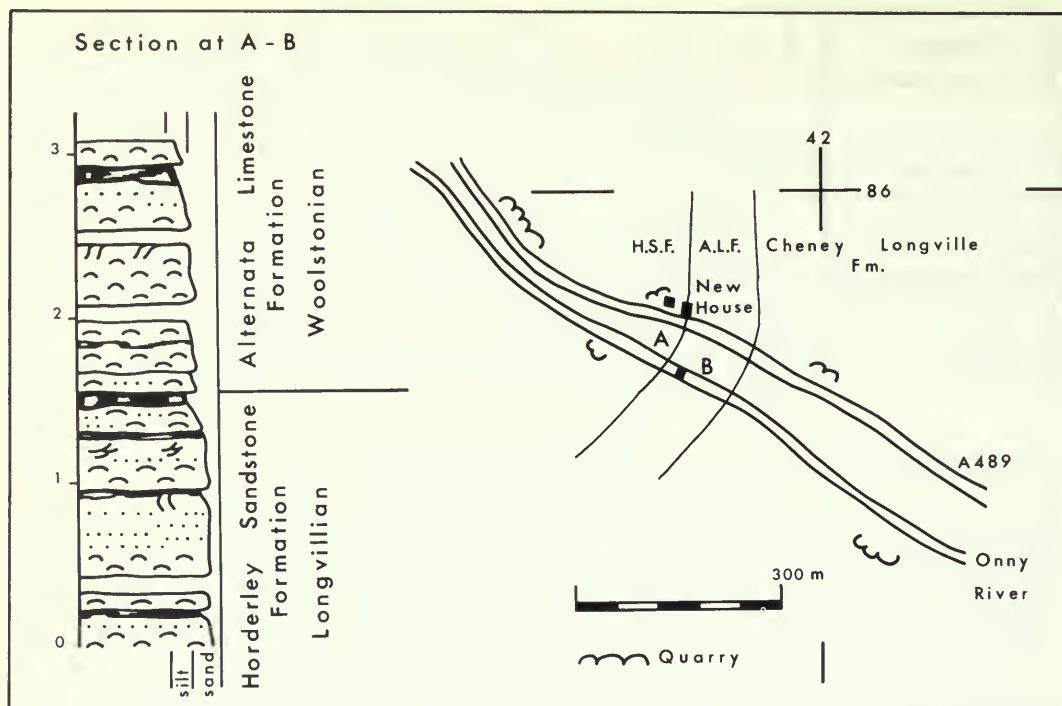 Section at A - B
3
2
1
0
silt
sand
Alternata Limestone
Formation
Woolstonian
Horderley Sandstone
Formation
Longvillian
42
86
H.S.F.
A.L.F.
Cheney Longville
Fm.
New
House
A
B
A489
Onny
River
300 m
Quarry